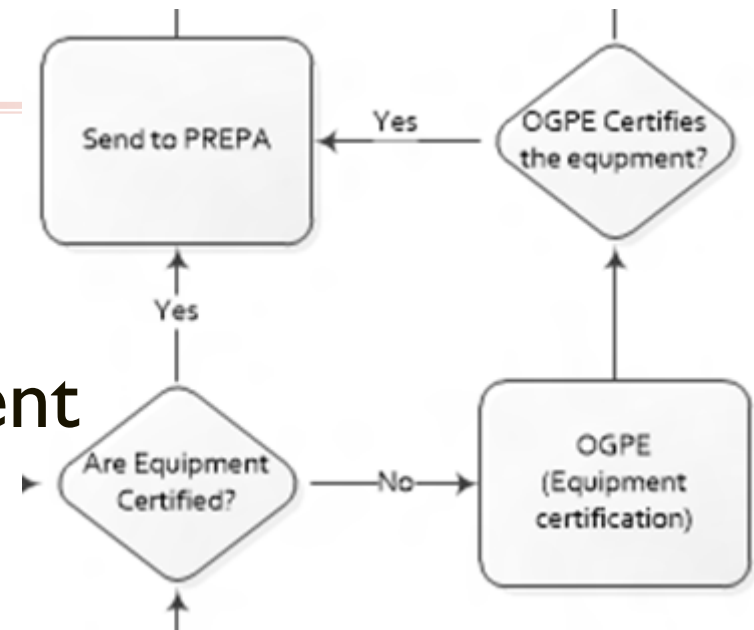 Send to PREPA
Yes
OGPE Certifies
the equpment?
Yes
ent
Are Equipment
Certified?
No
OGPE
(Equipment
certification)